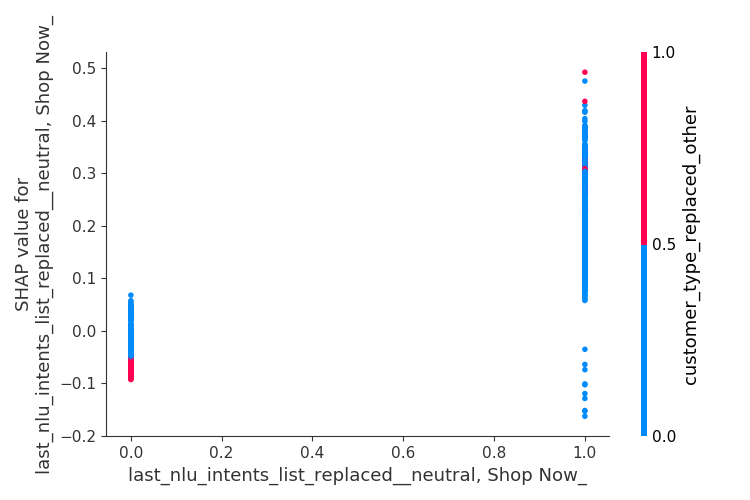 SHAP value for
last_nlu_intents_list_replaced__neutral, Shop Now_
0.5
0.4
0.3
0.2
0.1
0.0
−0.1
−0.2
0.0 0.2 0.4 0.6 0.8 1.0
last_nlu_intents_list_replaced__neutral, Shop Now_
1.0
0.5
0.0
customer_type_replaced_other